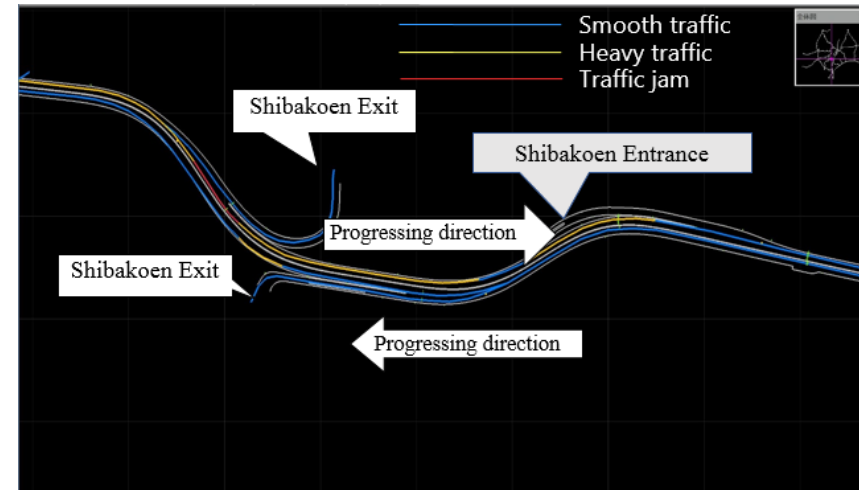 Smooth traffic
Heavy traffic
Traffic jam
Shibakoen Exit
Shibakoen Entrance
Progressing direction
Shibakoen Exit
Progressing direction